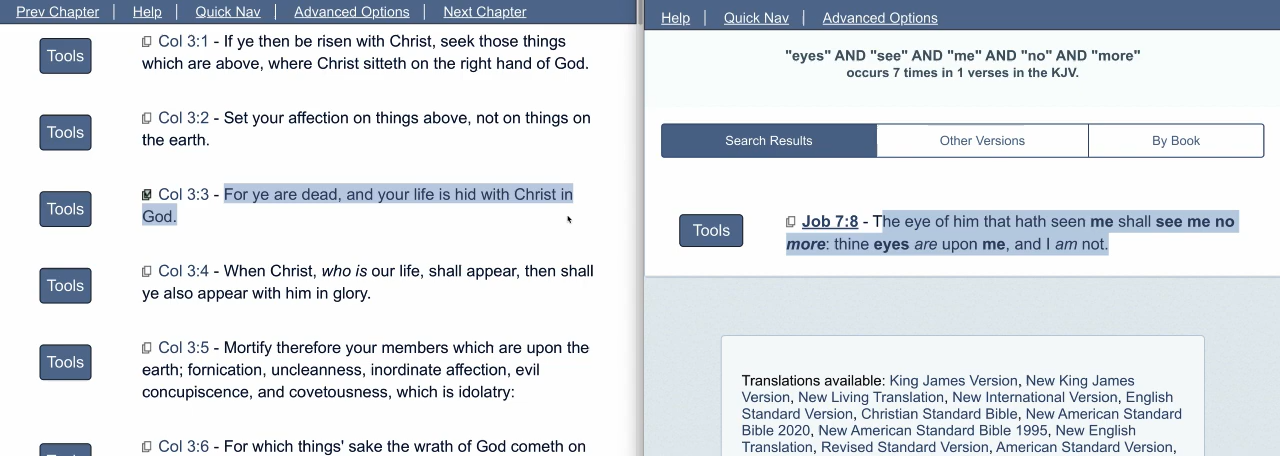 Prev Chapter | Help | Quick Nav | Advanced Options | Next Chapter
Tools
Col 3:1 - If ye then be risen with Christ, seek those things
which are above, where Christ sitteth on the right hand of God.
Tools
Col 3:2 - Set your affection on things above, not on things on
the earth.
Tools
Col 3:3 - For ye are dead, and your life is hid with Christ in
God.
Tools
Col 3:4 - When Christ, who is our life, shall appear, then shall
ye also appear with him in glory.
Tools
Col 3:5 - Mortify therefore your members which are upon the
earth; fornication, uncleanness, inordinate affection, evil
concupiscence, and covetousness, which is idolatry:
Col 3:6 - For which things' sake the wrath of God cometh on
Help | Quick Nav | Advanced Options
"eyes" AND "see" AND "me" AND "no" AND "more"
occurs 7 times in 1 verses in the KJV.
Search Results
Other Versions
By Book
Tools
Job 7:8 - The eye of him that hath seen me shall see me no
more: thine eyes are upon me, and I am not.
Translations available: King James Version, New King James
Version, New Living Translation, New International Version, English
Standard Version, Christian Standard Bible, New American Standard
Bible 2020, New American Standard Bible 1995, New English
Translation, Revised Standard Version, American Standard Version,